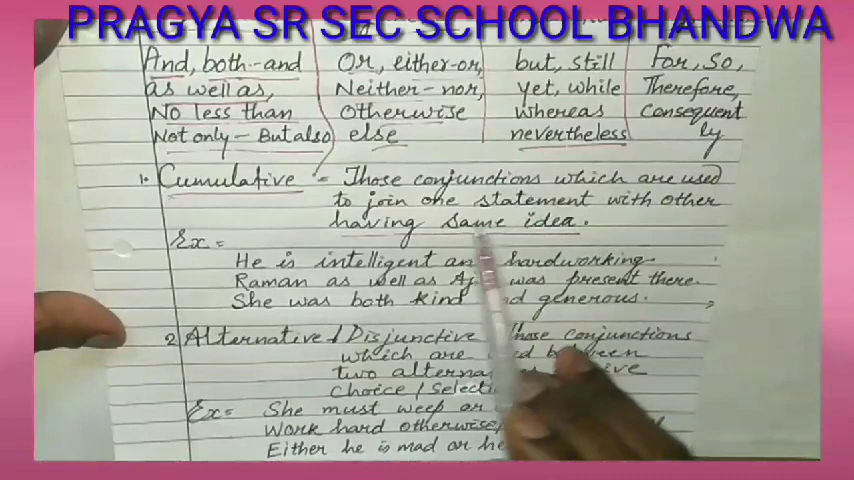 PRAGYA SR SEC SCHOOL BHANDWA
And, both--and Or, either-or, but, still For, So,
as well as, Neither-nor, yet, while Therefore,
No less than Otherwise whereas Consequent
Not only - But also else nevertheless ly
1. Cumulative = Those conjunctions which are used
to join one statement with other
having same idea.
Ex=
He is intelligent and hardworking.
Raman as well as was present there.
She was both kind and generous.
2 Alternative / Disjunctive Those conjunctions
which are between
two
Choice /
Ex= She must weep or
Work hard otherwise,
Either he is mad or he